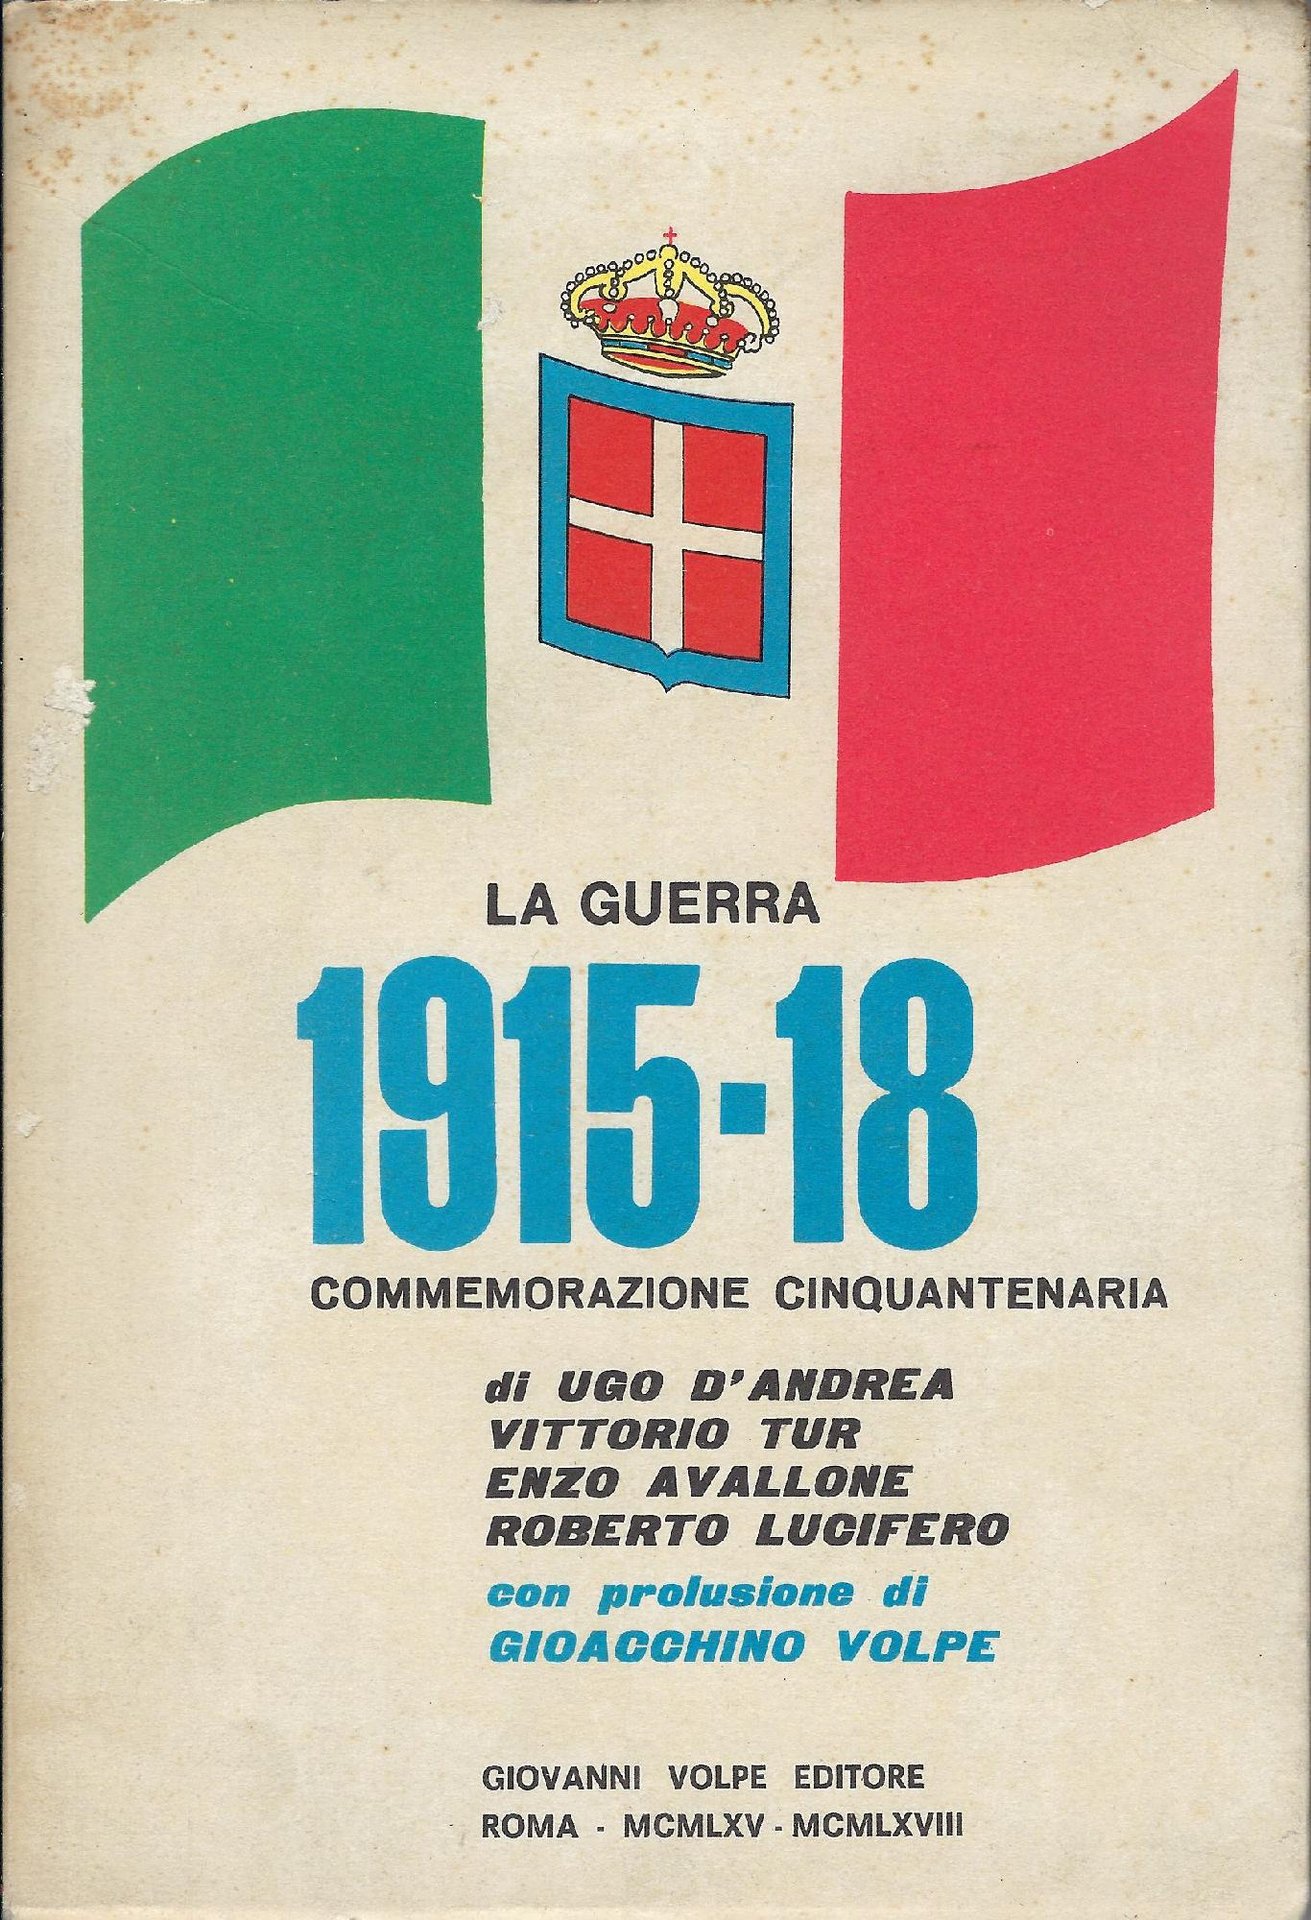 LA GUERRA
1915-18
COMMEMORAZIONE CINQUANTENARIA
di UGO D'ANDREA
VITTORIO TUR
ENZO AVALLONE
ROBERTO LUCIFERO
con prolusione di
GIOACCHINO VOLPE
GIOVANNI VOLPE EDITORE
ROMA - MCMLXV - MCMLXVIII